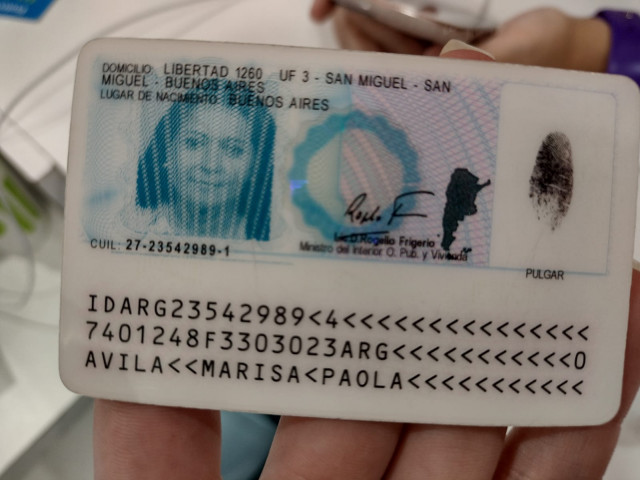 DOMICILIO: LIBERTAD 1260 UF 3 - SAN MIGUEL - SAN
MIGUEL - BUENOS AIRES
LUGAR DE NACIMIENTO: BUENOS AIRES
CUIL: 27-23542989-1
Lic. Rogelio Frigerio
Ministro del Interior O. Pub. y Vivienda
PULGAR
IDARG23542989<4<<<<<<<<<<<<<<<
7401248F3303023ARG<<<<<<<<<<<0
AVILA<<MARISA<PAOLA<<<<<<<<<<<